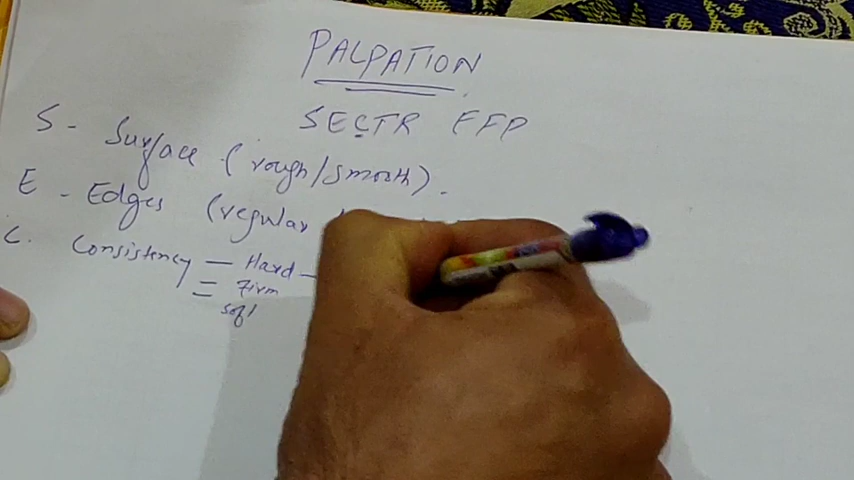 PALPATION
SECTR FFP
S - Surface (rough/smooth).
E - Edges (regular
C. Consistency — Hard —
Firm
Soft